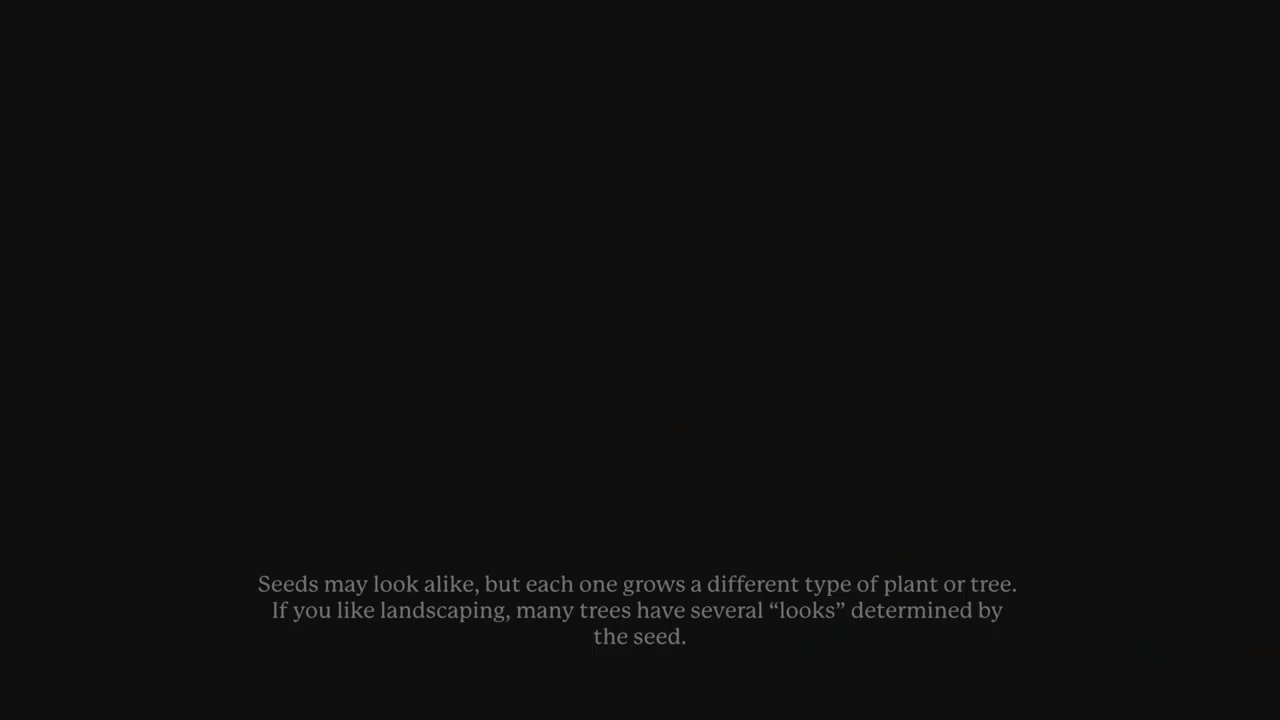 Seeds may look alike, but each one grows a different type of plant or tree.
If you like landscaping, many trees have several “looks” determined by
the seed.